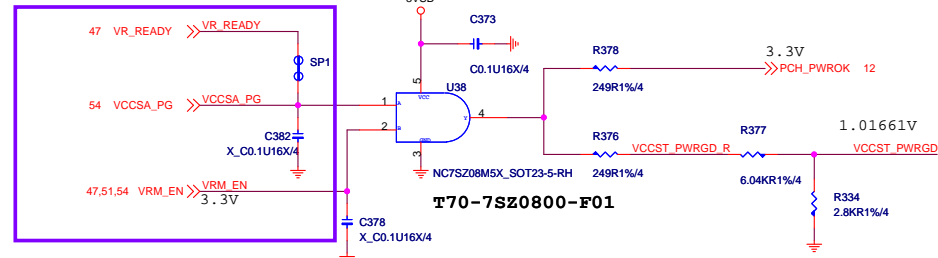 C373
47 VR_READY VR_READY
SP1
R378
3.3V
PCH_PWROK 12
C0.1U16X/4
5
VCC
U38
249R1%/4
54 VCCSA_PG VCCSA_PG
1
A
Y
4
2
B
C382
X_C0.1U16X/4
GND
3
R376
R377
1.01661V
VCCST_PWRGD_R
VCCST_PWRGD
249R1%/4
6.04KR1%/4
NC7SZ08M5X_SOT23-5-RH
47,51,54 VRM_EN VRM_EN
3.3V
T70-7SZ0800-F01
R334
2.8KR1%/4
C378
X_C0.1U16X/4